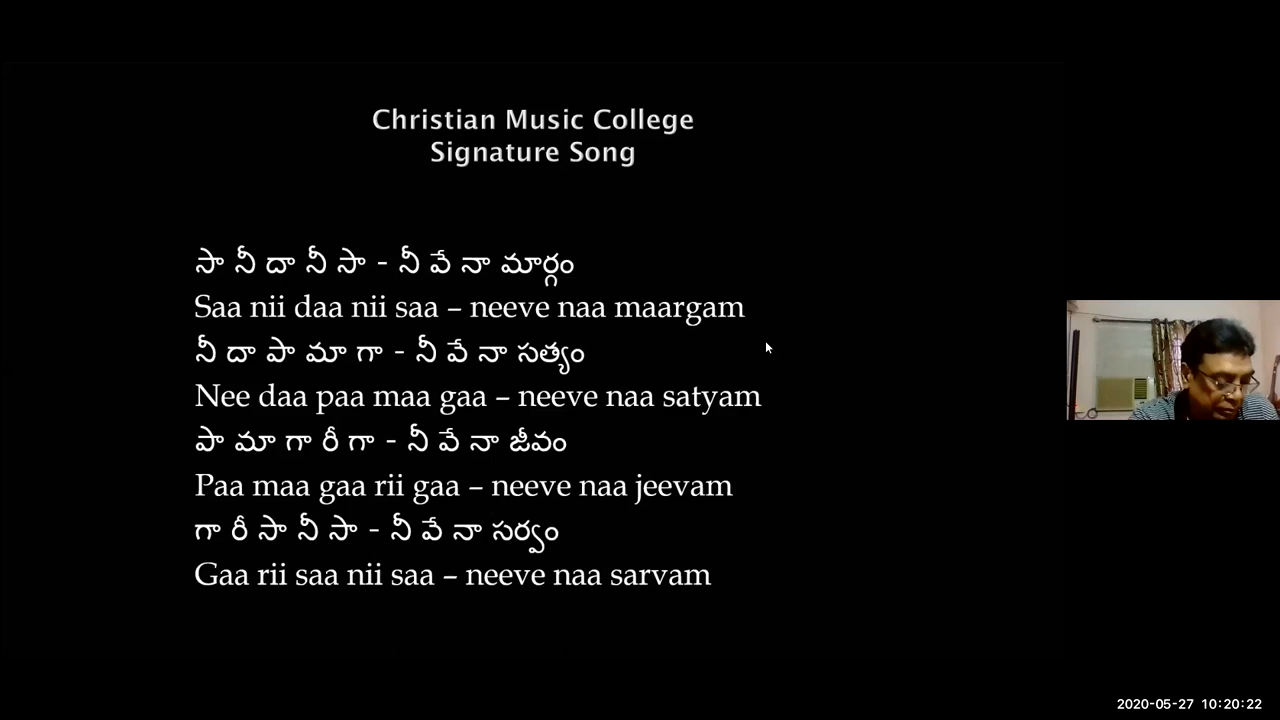 Christian Music College
Signature Song
సా నీ దా నీ సా - నీ వే నా మార్గం
Saa nii daa nii saa – neeve naa maargam
నీ దా పా మా గా - నీ వే నా సత్యం
Nee daa paa maa gaa – neeve naa satyam
పా మా గా రీ గా - నీ వే నా జీవం
Paa maa gaa rii gaa – neeve naa jeevam
గా రీ సా నీ సా - నీ వే నా సర్వం
Gaa rii saa nii saa – neeve naa sarvam
2020-05-27 10:20:22